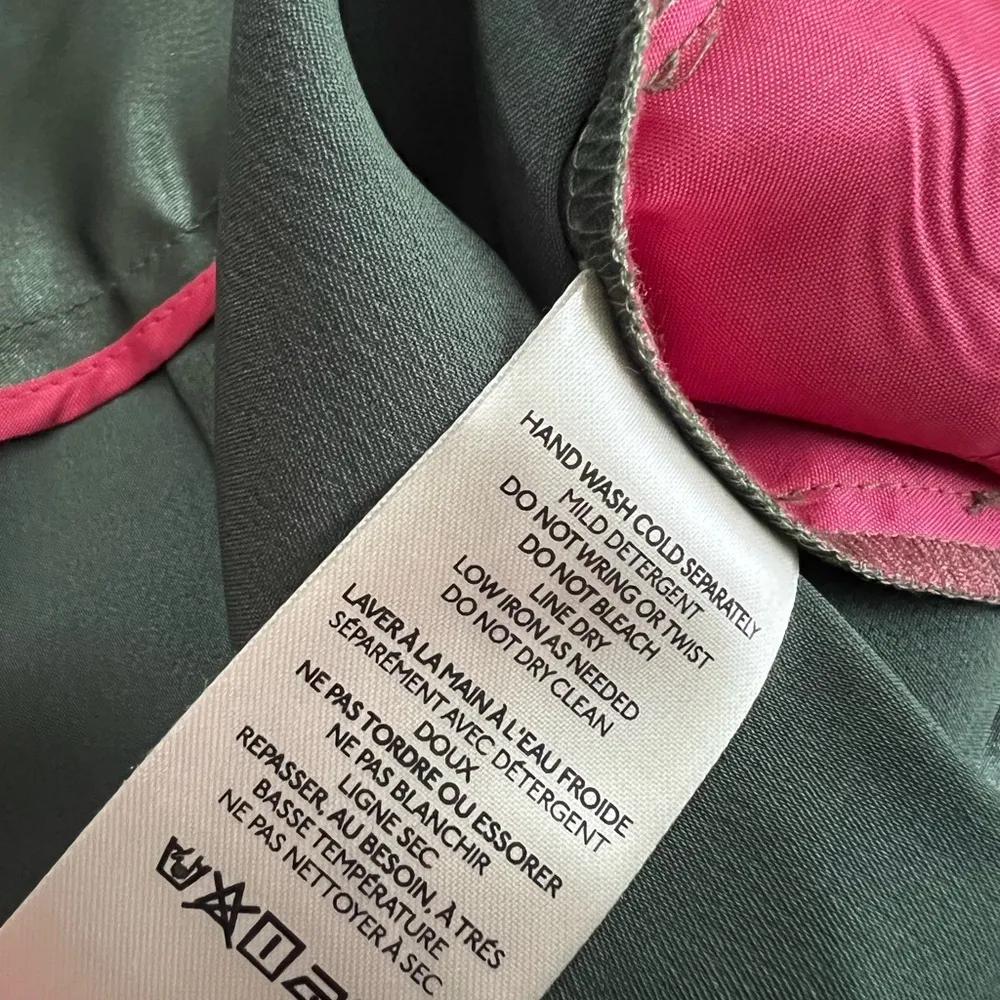 HAND WASH COLD SEPARATELY
MILD DETERGENT
DO NOT WRING OR TWIST
DO NOT BLEACH
LINE DRY
LOW IRON AS NEEDED
DO NOT DRY CLEAN
LAVER À LA MAIN À L'EAU FROIDE
SÉPARÉMENT AVEC DÉTERGENT
DOUX
NE PAS TORDRE OU ESSORER
NE PAS BLANCHIR
LIGNE SEC
REPASSER, AU BESOIN, À TRÉS
BASSE TEMPÉRATURE
NE PAS NETTOYER À SEC